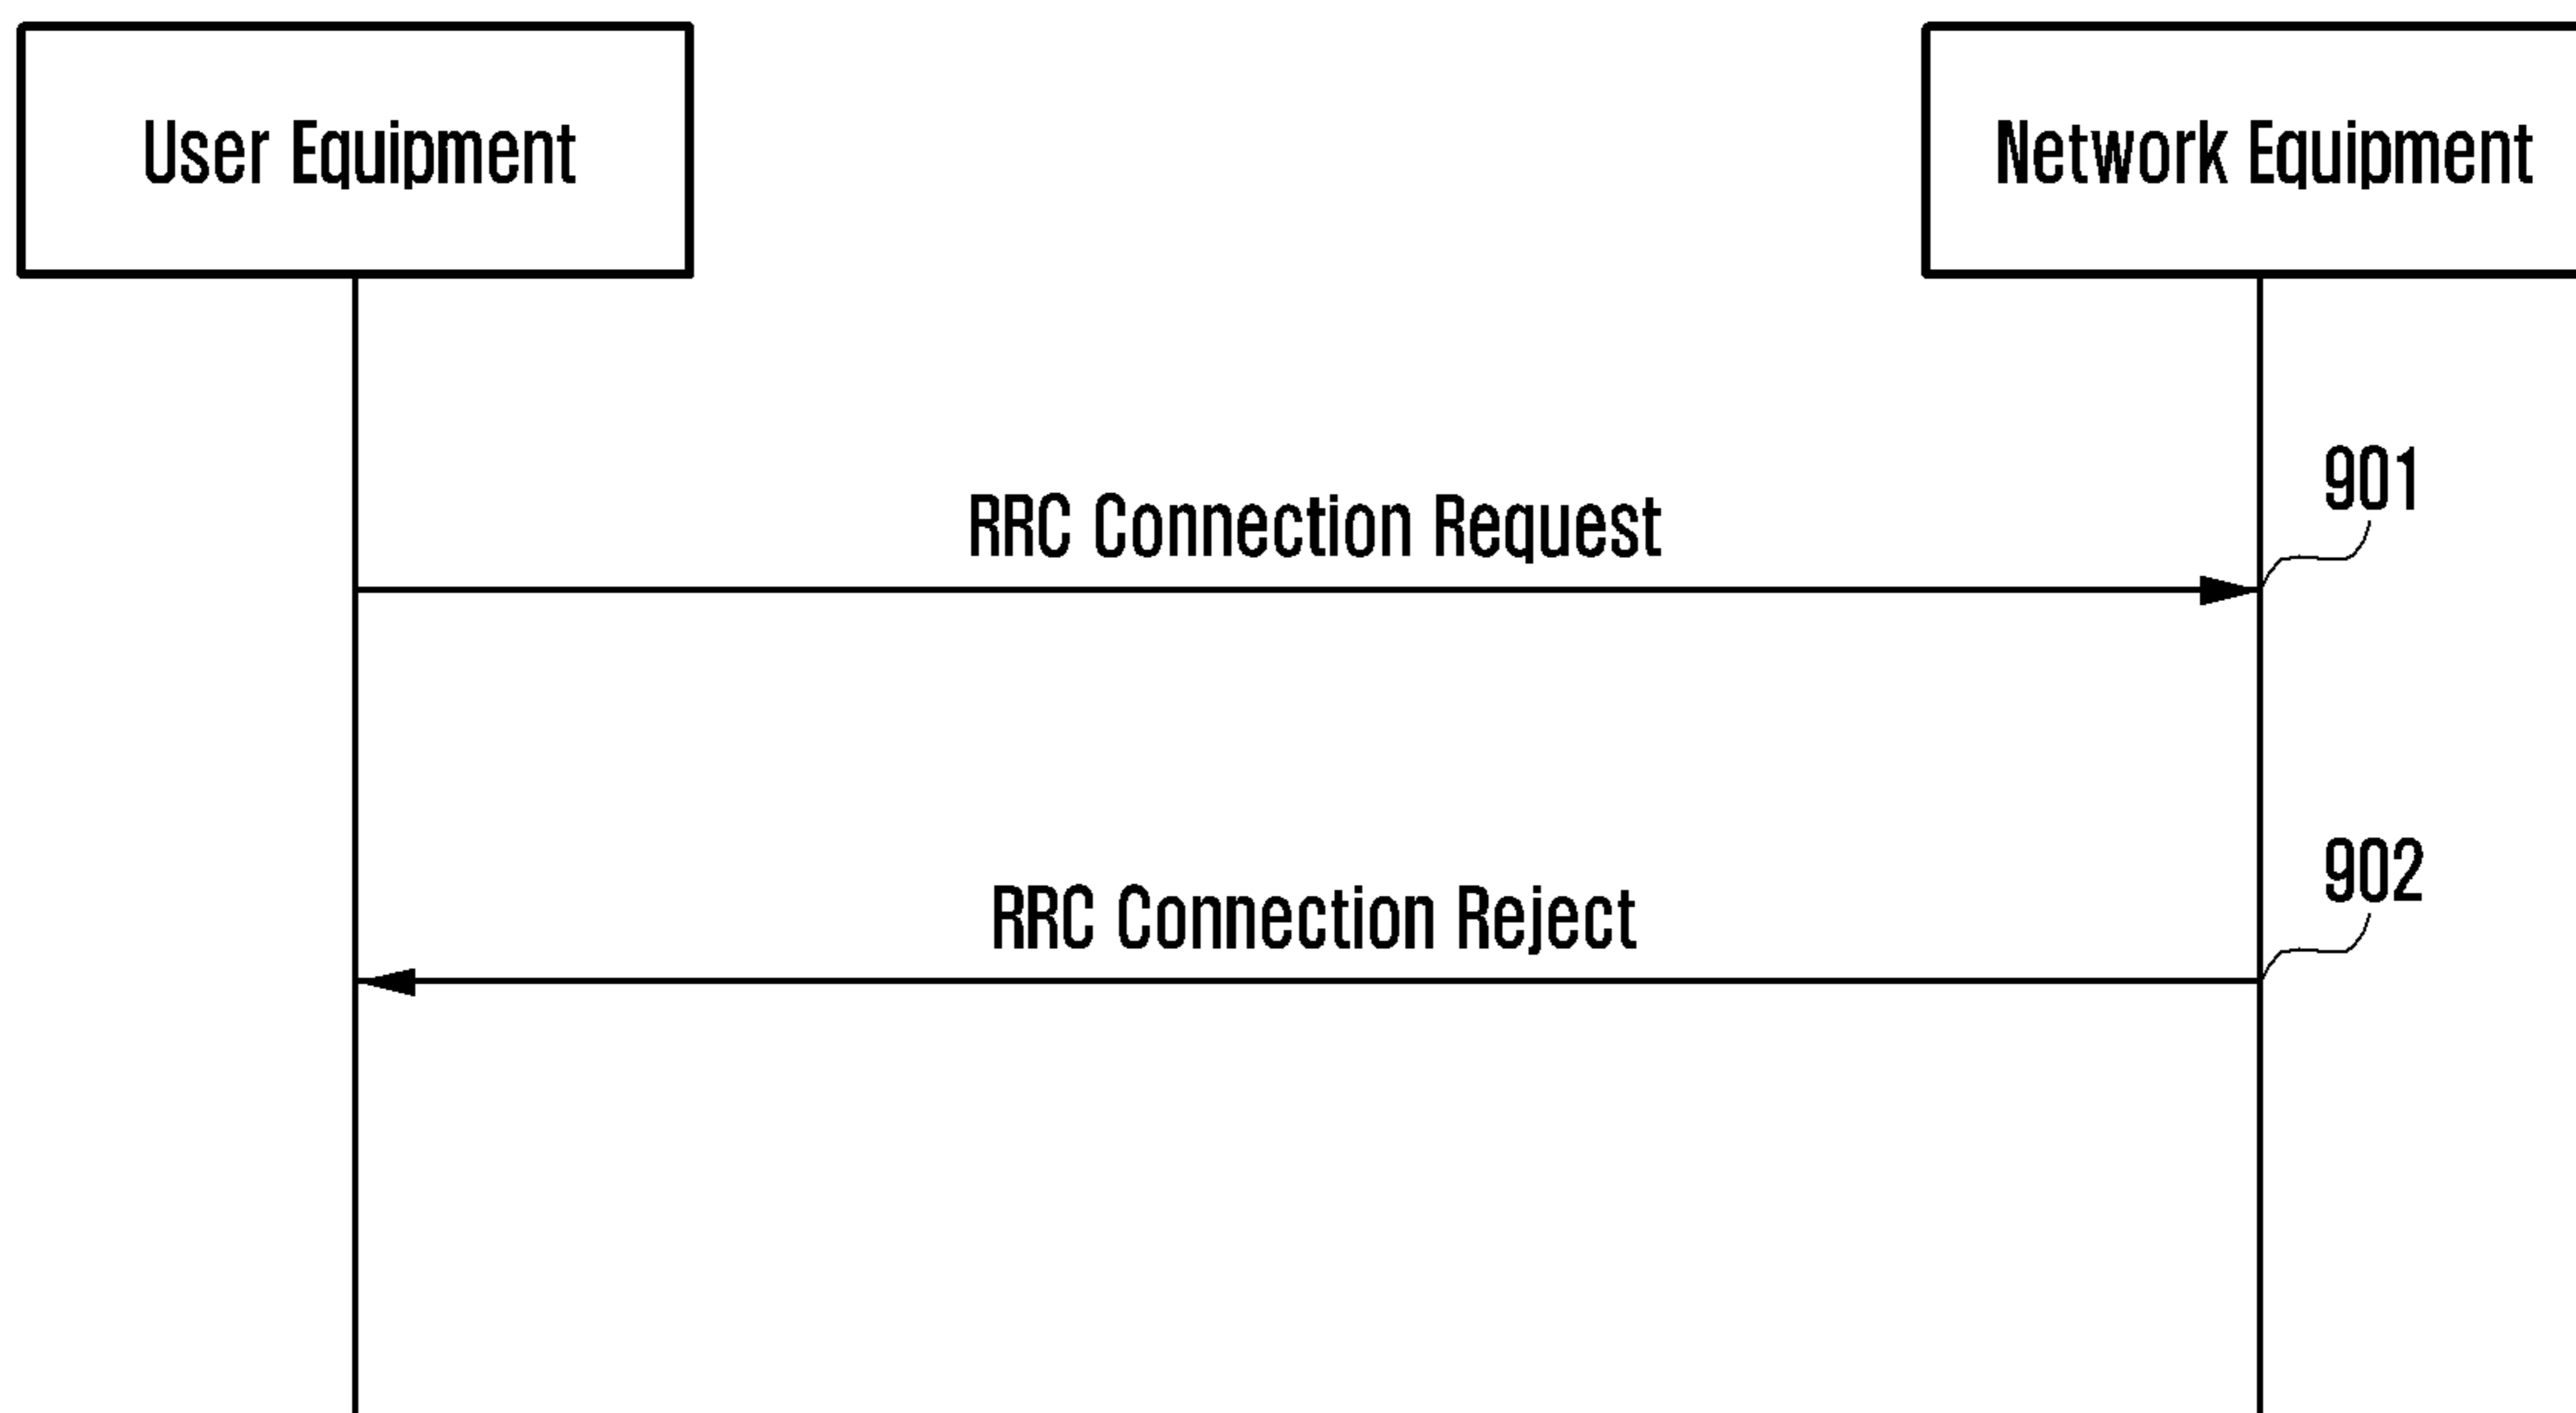 User Equipment
Network Equipment
901
RRC Connection Request
902
RRC Connection Reject